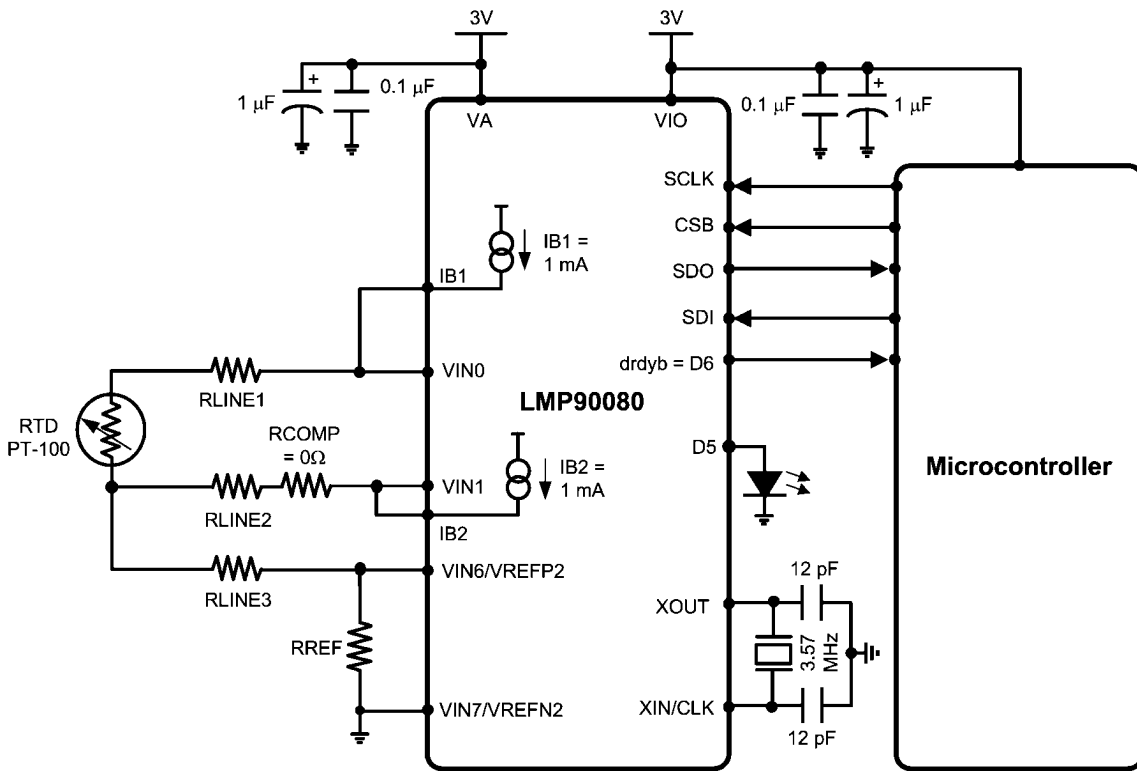 3V
3V
1 μF
+
0.1 μF
0.1 μF
+
1 μF
VA
VIO
SCLK
CSB
SDO
SDI
drdyb = D6
IB1 =
1 mA
IB1
VIN0
RLINE1
LMP90080
RTD
PT-100
RCOMP
= 0Ω
D5
IB2 =
1 mA
Microcontroller
VIN1
RLINE2
IB2
VIN6/VREFP2
RLINE3
12 pF
XOUT
RREF
3.57
MHz
VIN7/VREFN2
XIN/CLK
12 pF